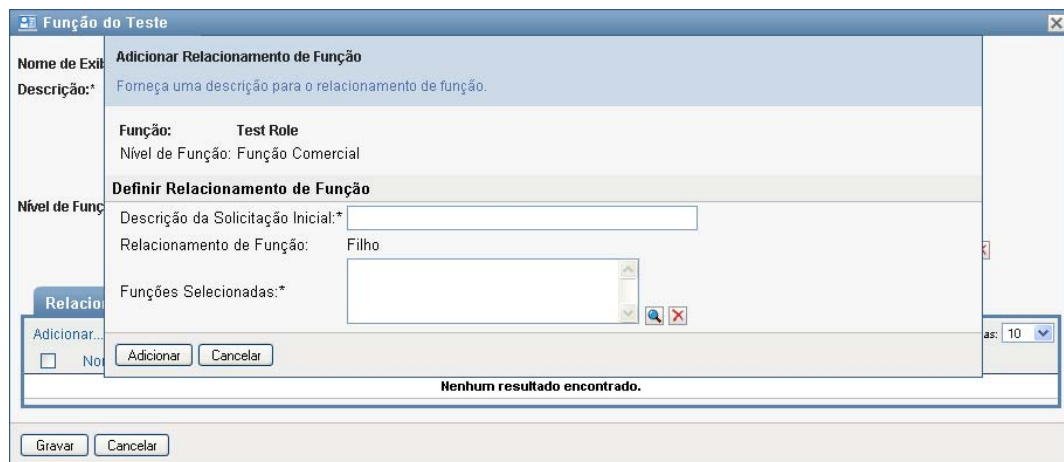 Função do Teste
Nome de Exib
Descrição:*
Adicionar Relacionamento de Função
Forneça uma descrição para o relacionamento de função.
Função: Test Role
Nível de Função: Função Comercial
Definir Relacionamento de Função
Nível de Funç
Descrição da Solicitação Inicial:*
Relacionamento de Função: Filho
Funções Selecionadas:*
Adicionar Cancelar
Relacio
Adicionar...
as: 10
Nor
Nenhum resultado encontrado.
Gravar Cancelar